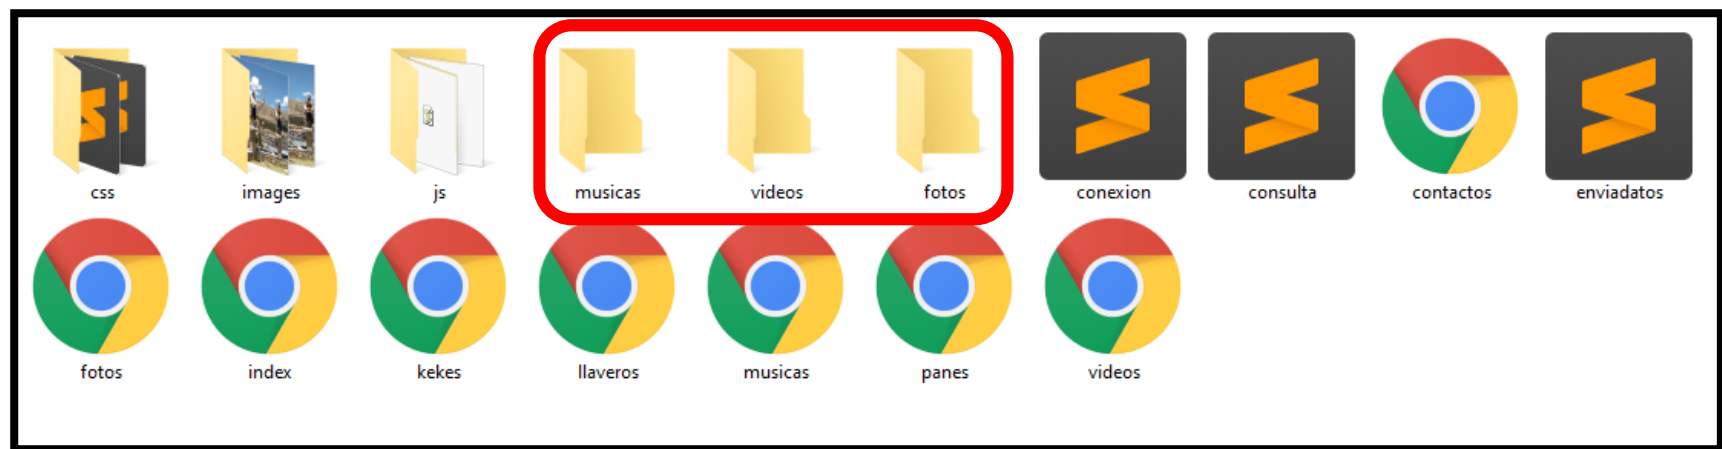 css images js musicas videos fotos conexion consulta contactos enviadatos
fotos index kekes llaveros musicas panes videos